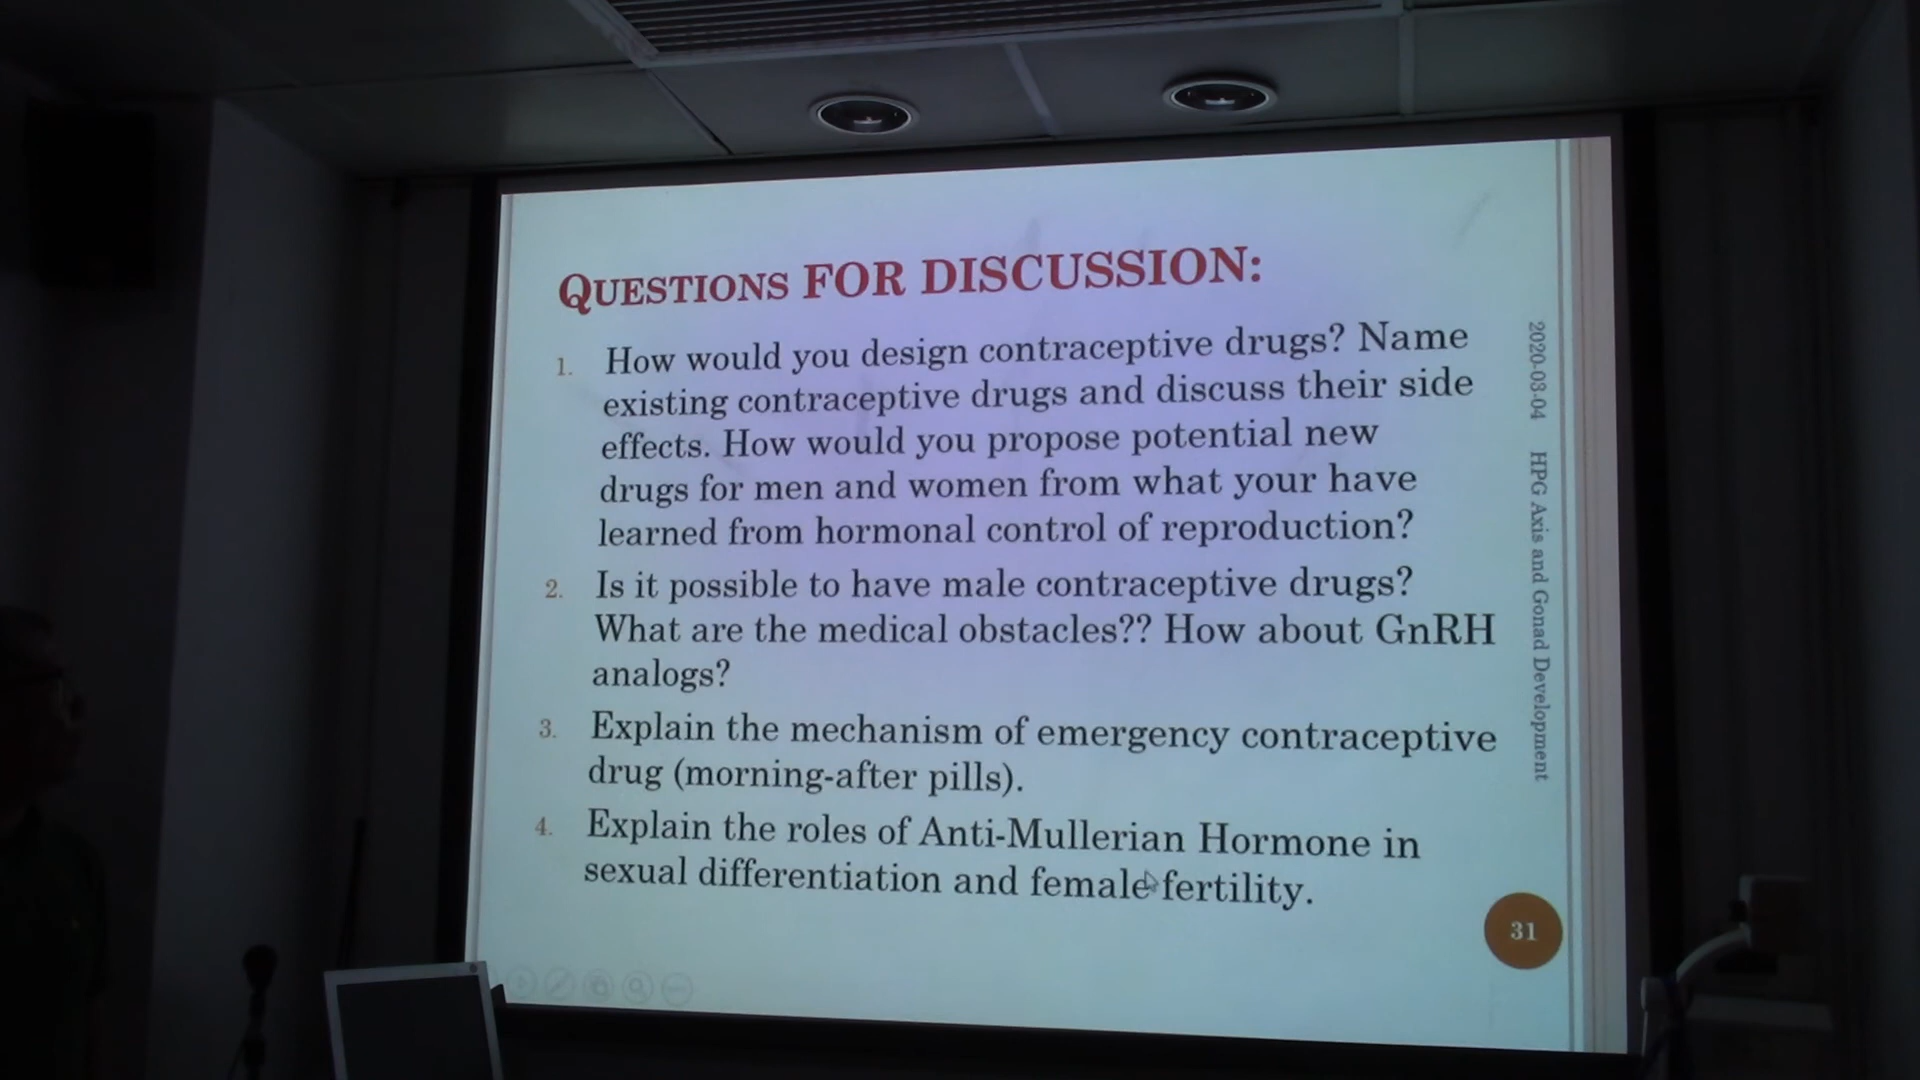 QUESTIONS FOR DISCUSSION:
1. How would you design contraceptive drugs? Name
existing contraceptive drugs and discuss their side
effects. How would you propose potential new
drugs for men and women from what your have
learned from hormonal control of reproduction?
2. Is it possible to have male contraceptive drugs?
What are the medical obstacles?? How about GnRH
analogs?
3. Explain the mechanism of emergency contraceptive
drug (morning-after pills).
4. Explain the roles of Anti-Mullerian Hormone in
sexual differentiation and female fertility.
2020-03-04 HPG Axis and Gonad Development
31